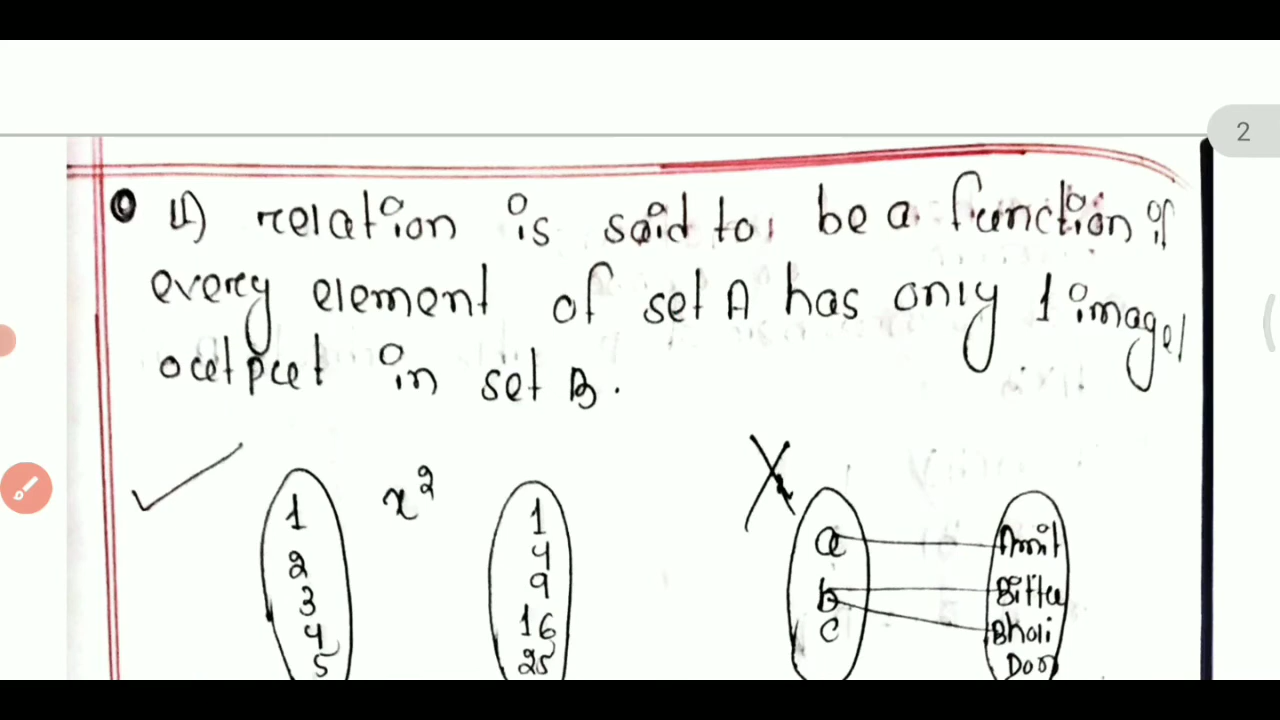 2
A) relation is said to be a function if
every element of set A has only 1 image/
output in set B.
x²
1 1 a Amit
2 4 b Bittu
3 9 c Bholi
4 16
5 25